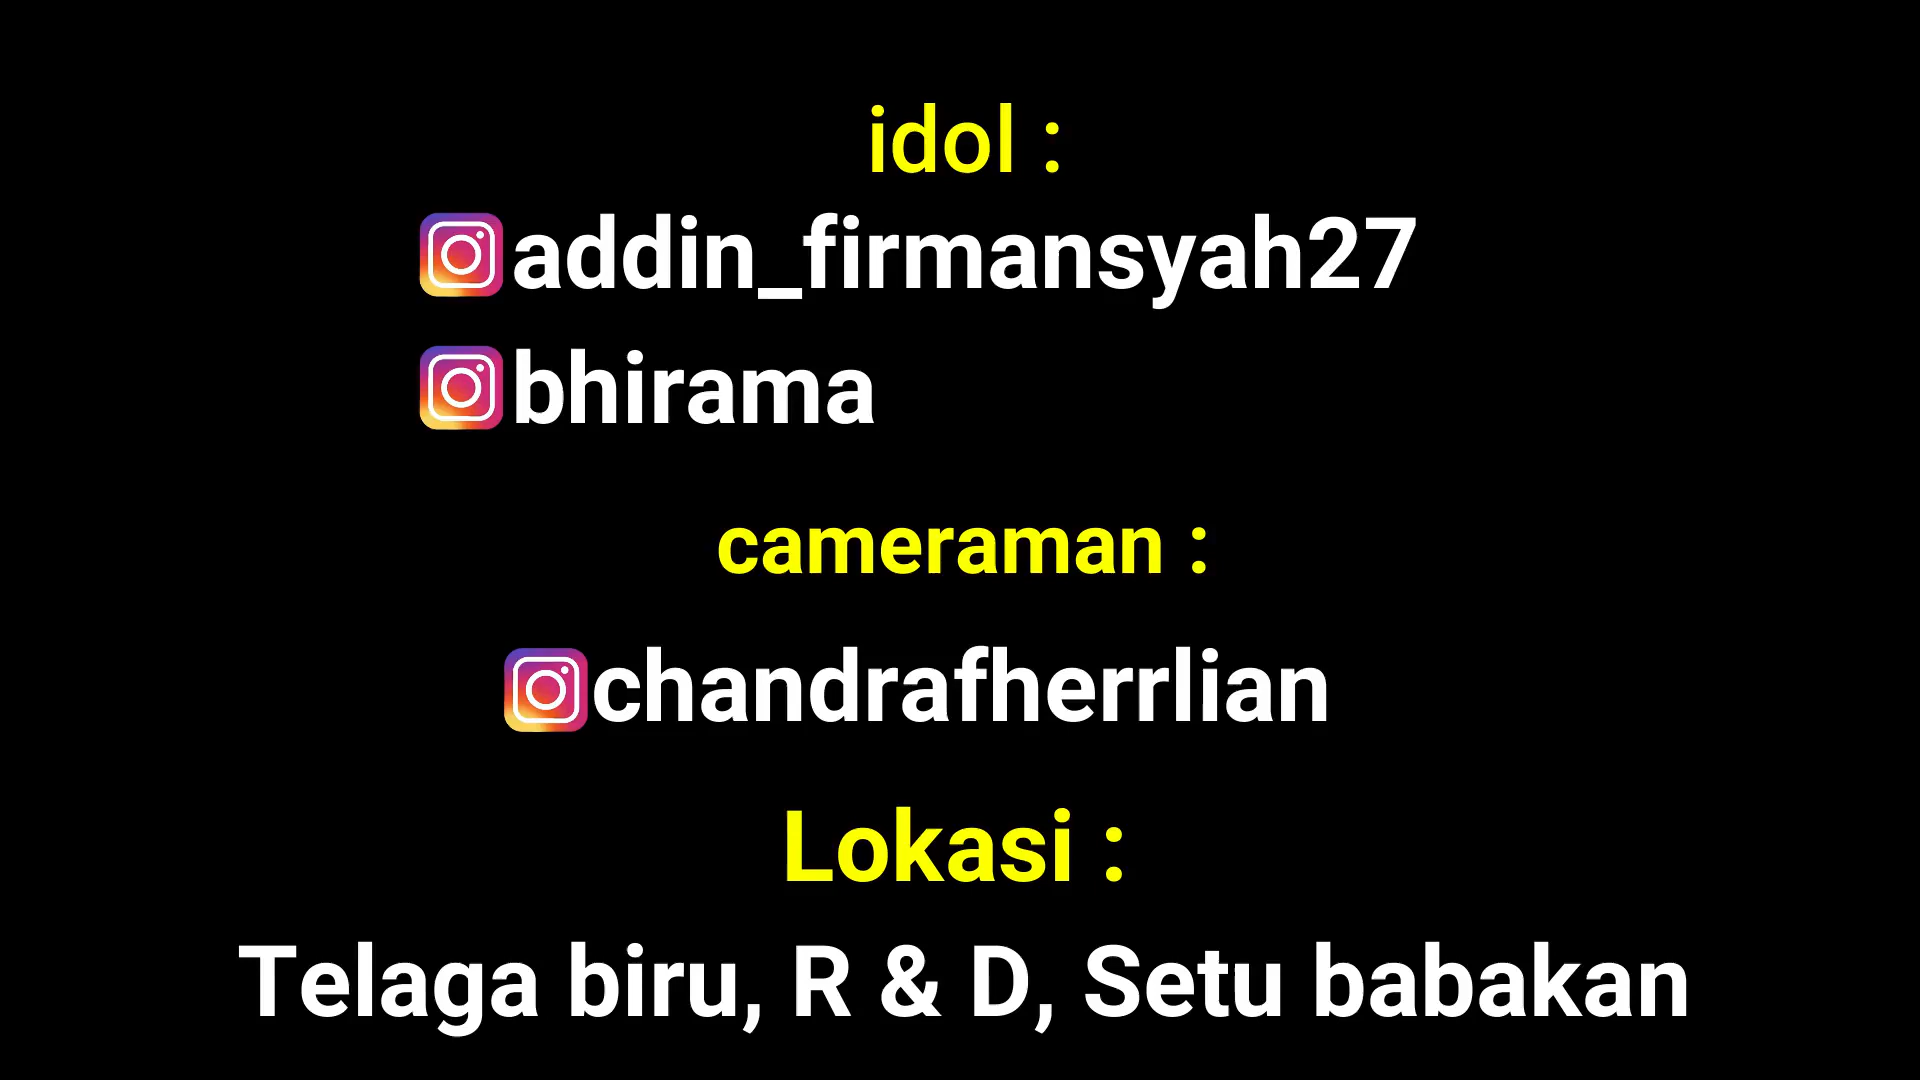 idol :
addin_firmansyah27
bhirama
cameraman :
chandrafherrlian
Lokasi :
Telaga biru, R & D, Setu babakan